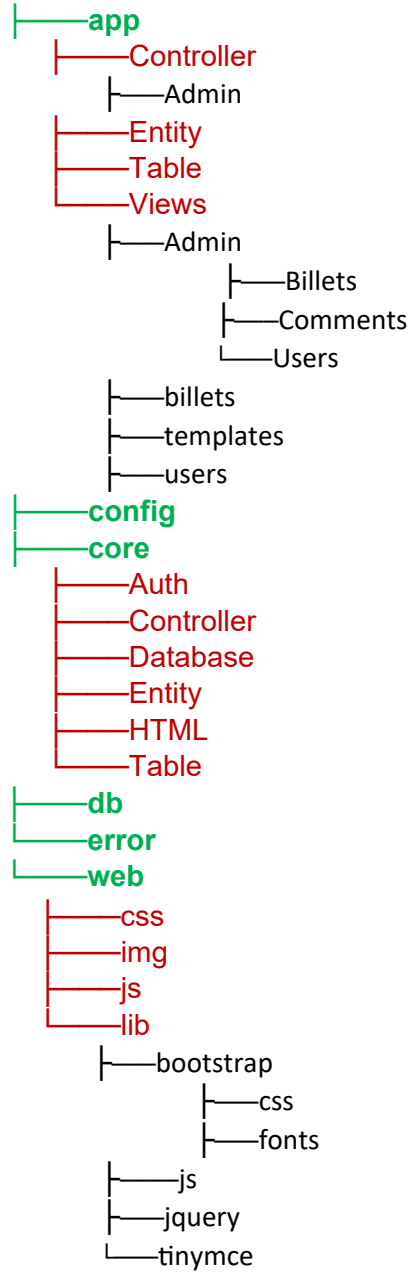 app
Controller
Admin
Entity
Table
Views
Admin
Billets
Comments
Users
billets
templates
users
config
core
Auth
Controller
Database
Entity
HTML
Table
db
error
web
css
img
js
lib
bootstrap
css
fonts
js
jquery
tinymce